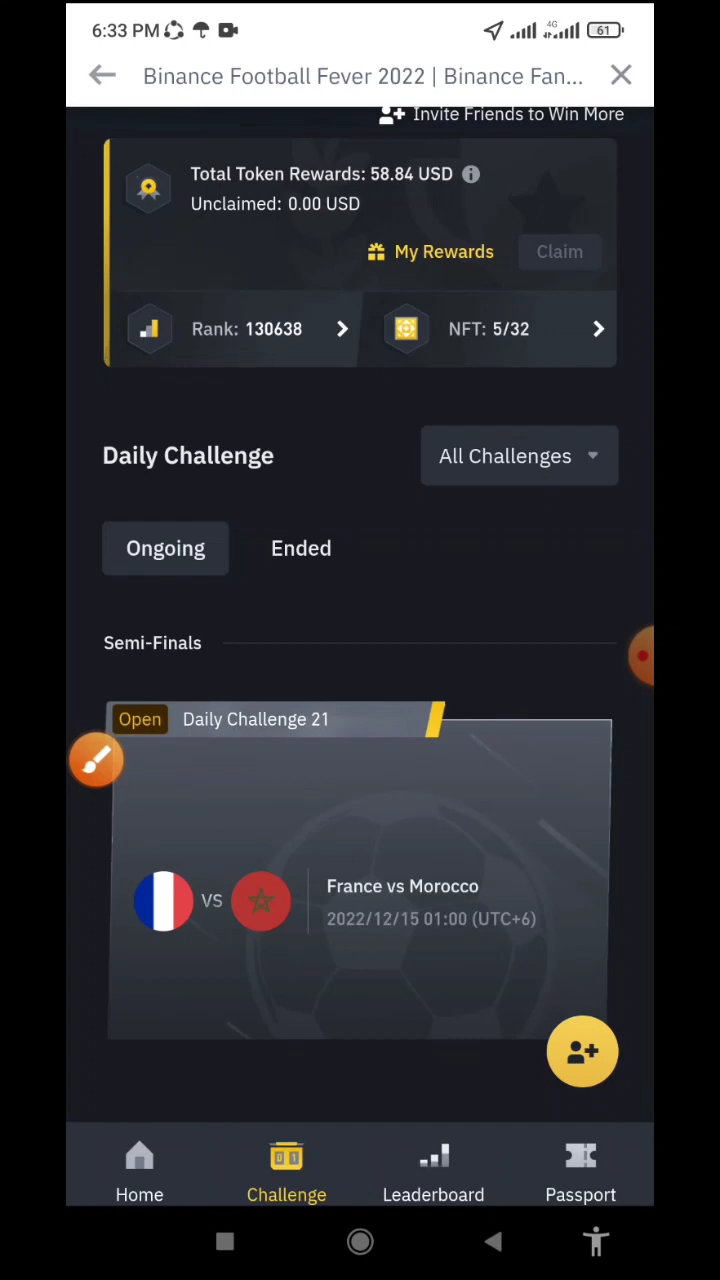 6:33 PM
4G
61
Binance Football Fever 2022 | Binance Fan...
Invite Friends to Win More
Total Token Rewards: 58.84 USD
Unclaimed: 0.00 USD
My Rewards
Claim
Rank: 130638
NFT: 5/32
Daily Challenge
All Challenges
Ongoing
Ended
Semi-Finals
Open
Daily Challenge 21
VS
France vs Morocco
2022/12/15 01:00 (UTC+6)
0 1
Home
Challenge
Leaderboard
Passport